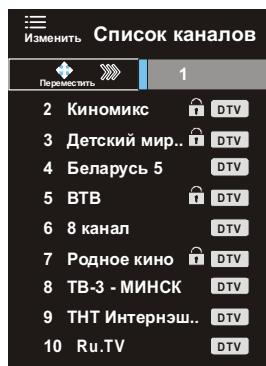 Изменить Список каналов
Переместить 1
2 Киномикс DTV
3 Детский мир.. DTV
4 Беларусь 5 DTV
5 ВТВ DTV
6 8 канал DTV
7 Родное кино DTV
8 ТВ-3 - МИНСК DTV
9 ТНТ Интернэш.. DTV
10 Ru.TV DTV